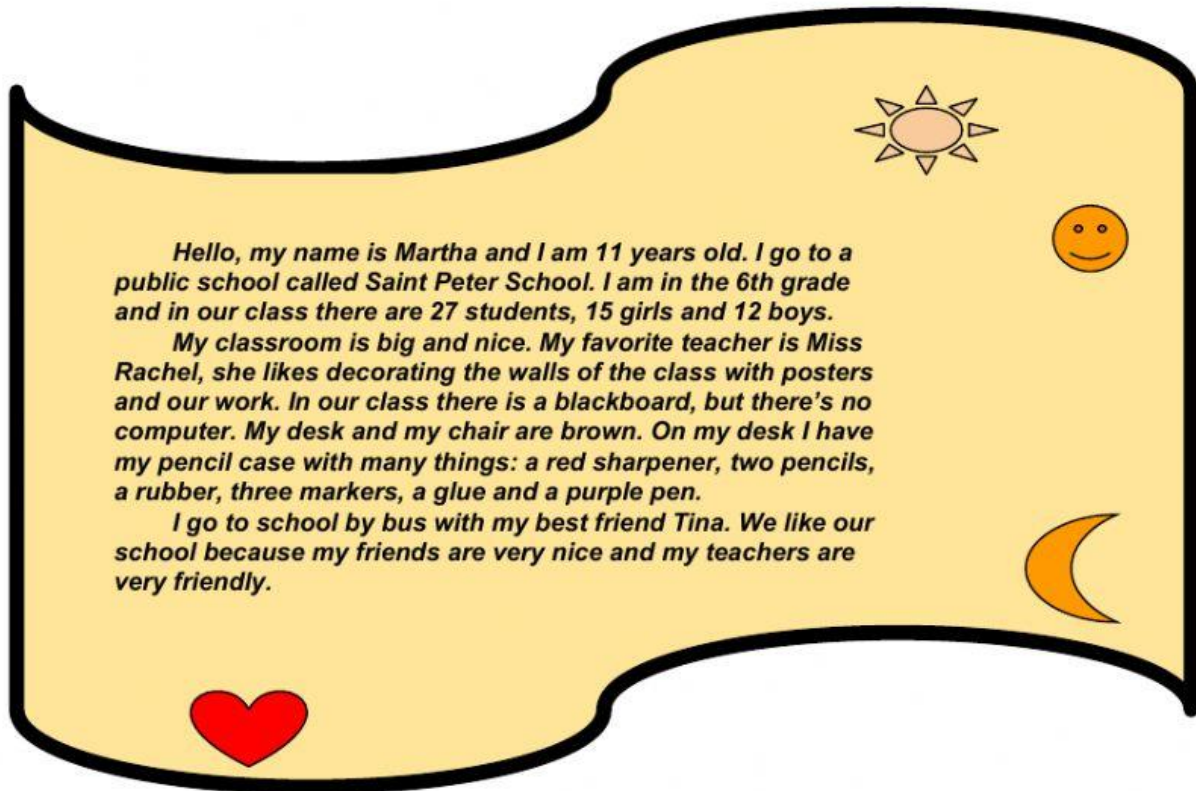 Hello, my name is Martha and I am 11 years old. I go to a
public school called Saint Peter School. I am in the 6th grade
and in our class there are 27 students, 15 girls and 12 boys.
My classroom is big and nice. My favorite teacher is Miss
Rachel, she likes decorating the walls of the class with posters
and our work. In our class there is a blackboard, but there's no
computer. My desk and my chair are brown. On my desk I have
my pencil case with many things: a red sharpener, two pencils,
a rubber, three markers, a glue and a purple pen.
I go to school by bus with my best friend Tina. We like our
school because my friends are very nice and my teachers are
very friendly.